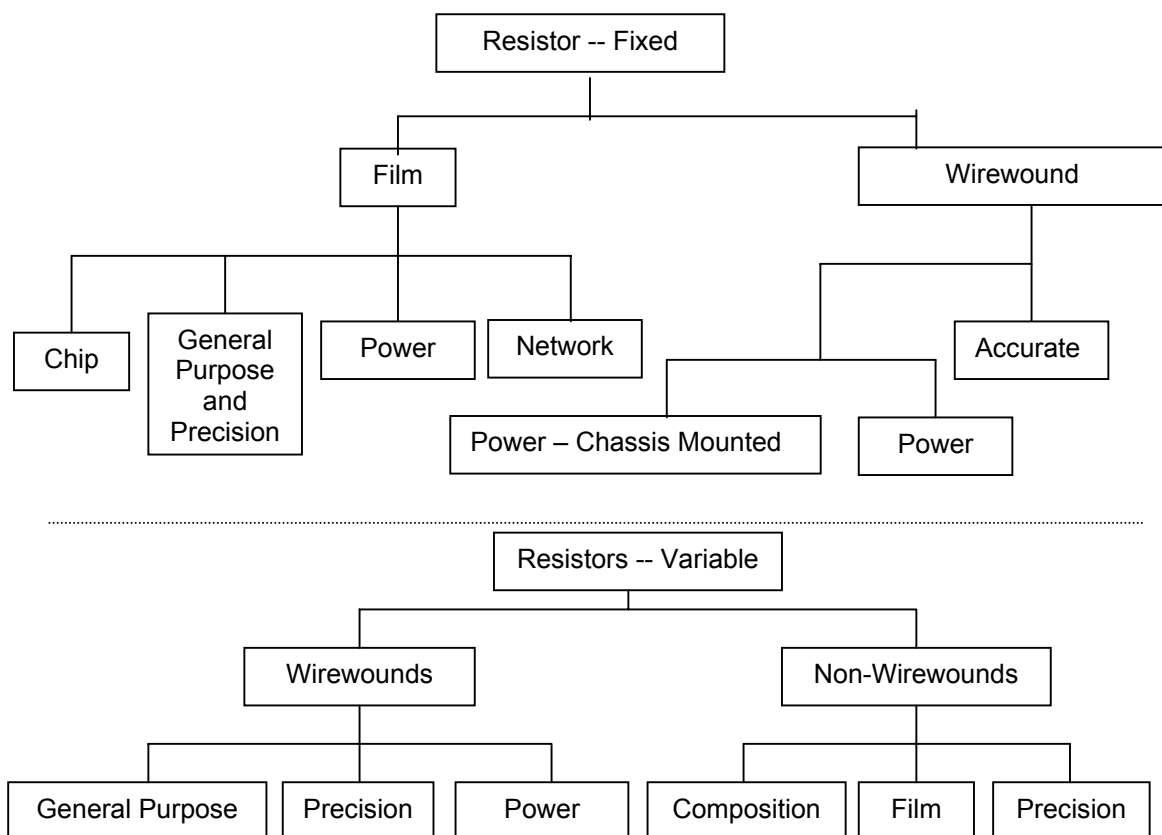 Resistor -- Fixed
Film
Wirewound
Chip
General
Purpose
and
Precision
Power
Network
Accurate
Power – Chassis Mounted
Power
Resistors -- Variable
Wirewounds
Non-Wirewounds
General Purpose
Precision
Power
Composition
Film
Precision